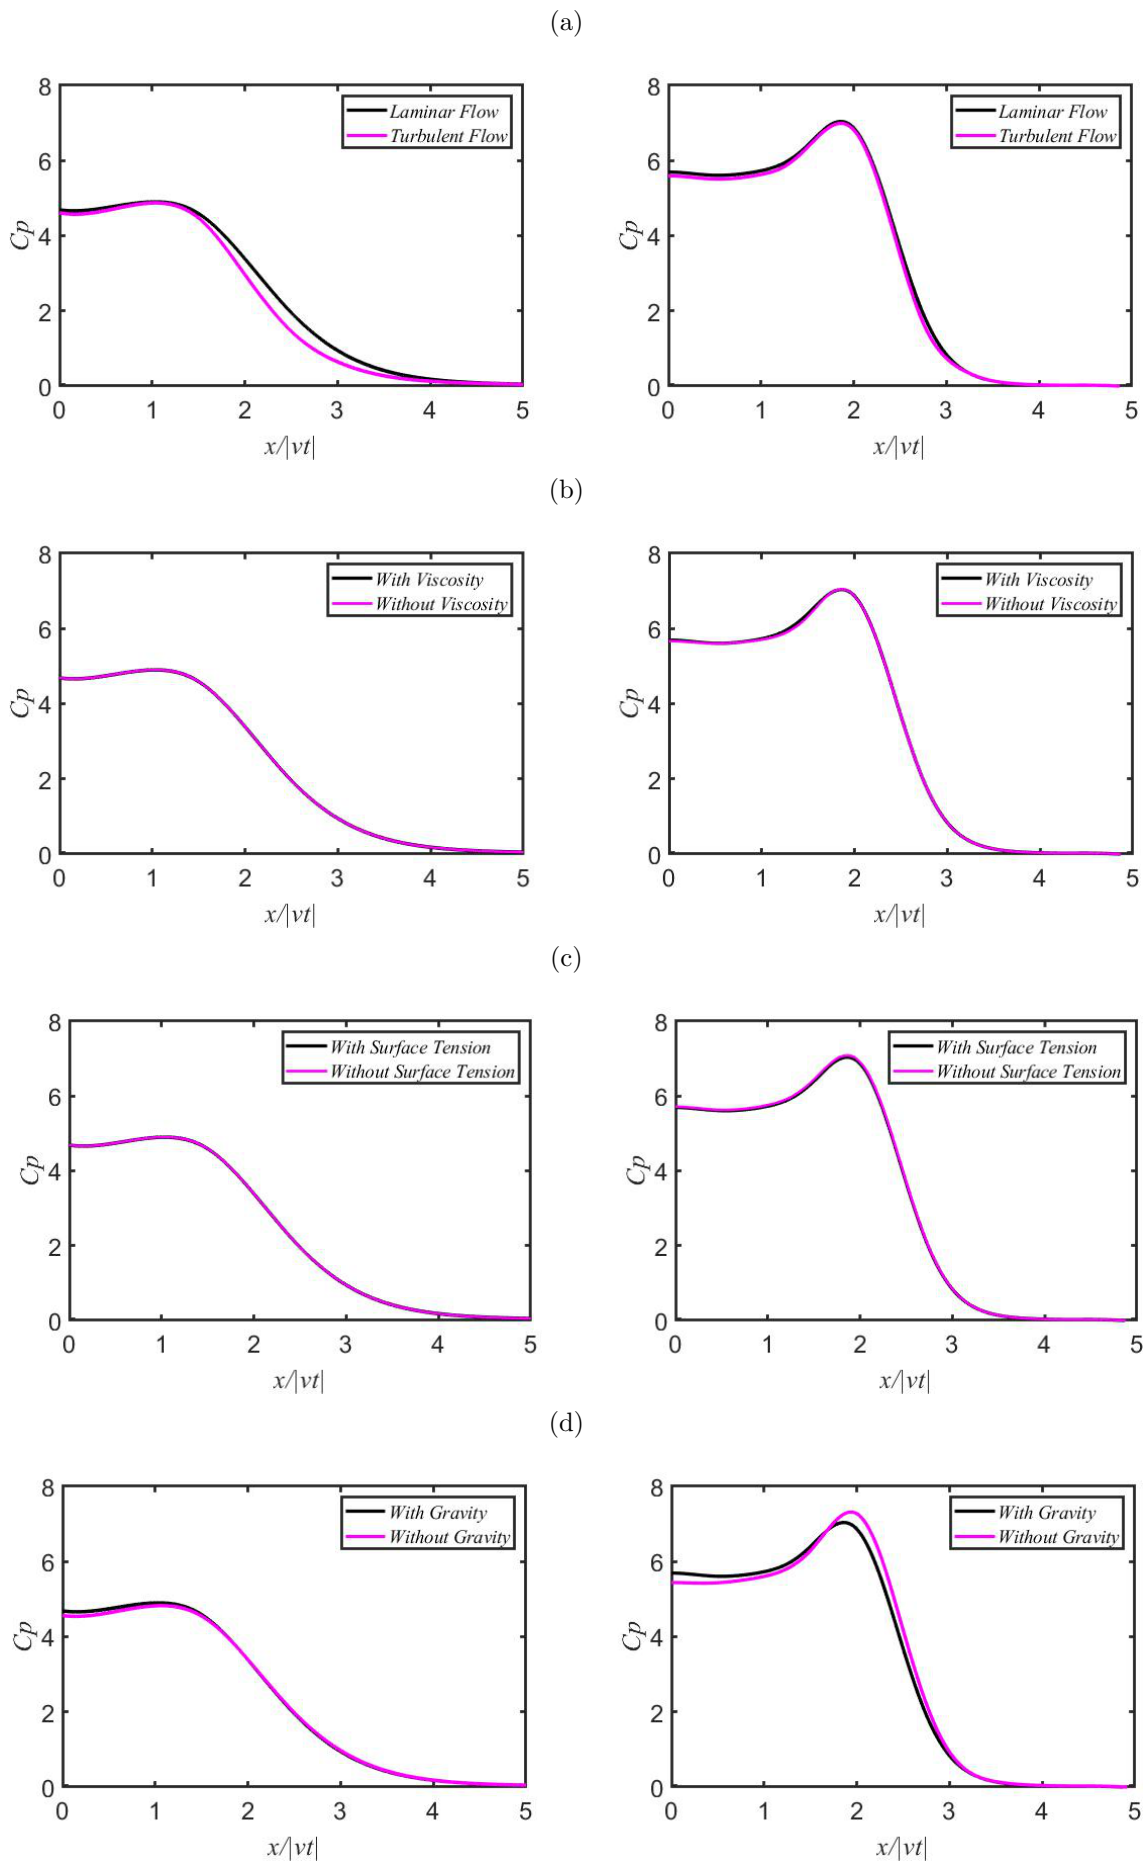 (a)
8
6
4
2
0
Cp
Laminar Flow
Turbulent Flow
0 1 2 3 4 5
x/|vt|
8
6
4
2
0
Cp
Laminar Flow
Turbulent Flow
0 1 2 3 4 5
x/|vt|
(b)
8
6
4
2
0
Cp
With Viscosity
Without Viscosity
0 1 2 3 4 5
x/|vt|
8
6
4
2
0
Cp
With Viscosity
Without Viscosity
0 1 2 3 4 5
x/|vt|
(c)
8
6
4
2
0
Cp
With Surface Tension
Without Surface Tension
0 1 2 3 4 5
x/|vt|
8
6
4
2
0
Cp
With Surface Tension
Without Surface Tension
0 1 2 3 4 5
x/|vt|
(d)
8
6
4
2
0
Cp
With Gravity
Without Gravity
0 1 2 3 4 5
x/|vt|
8
6
4
2
0
Cp
With Gravity
Without Gravity
0 1 2 3 4 5
x/|vt|